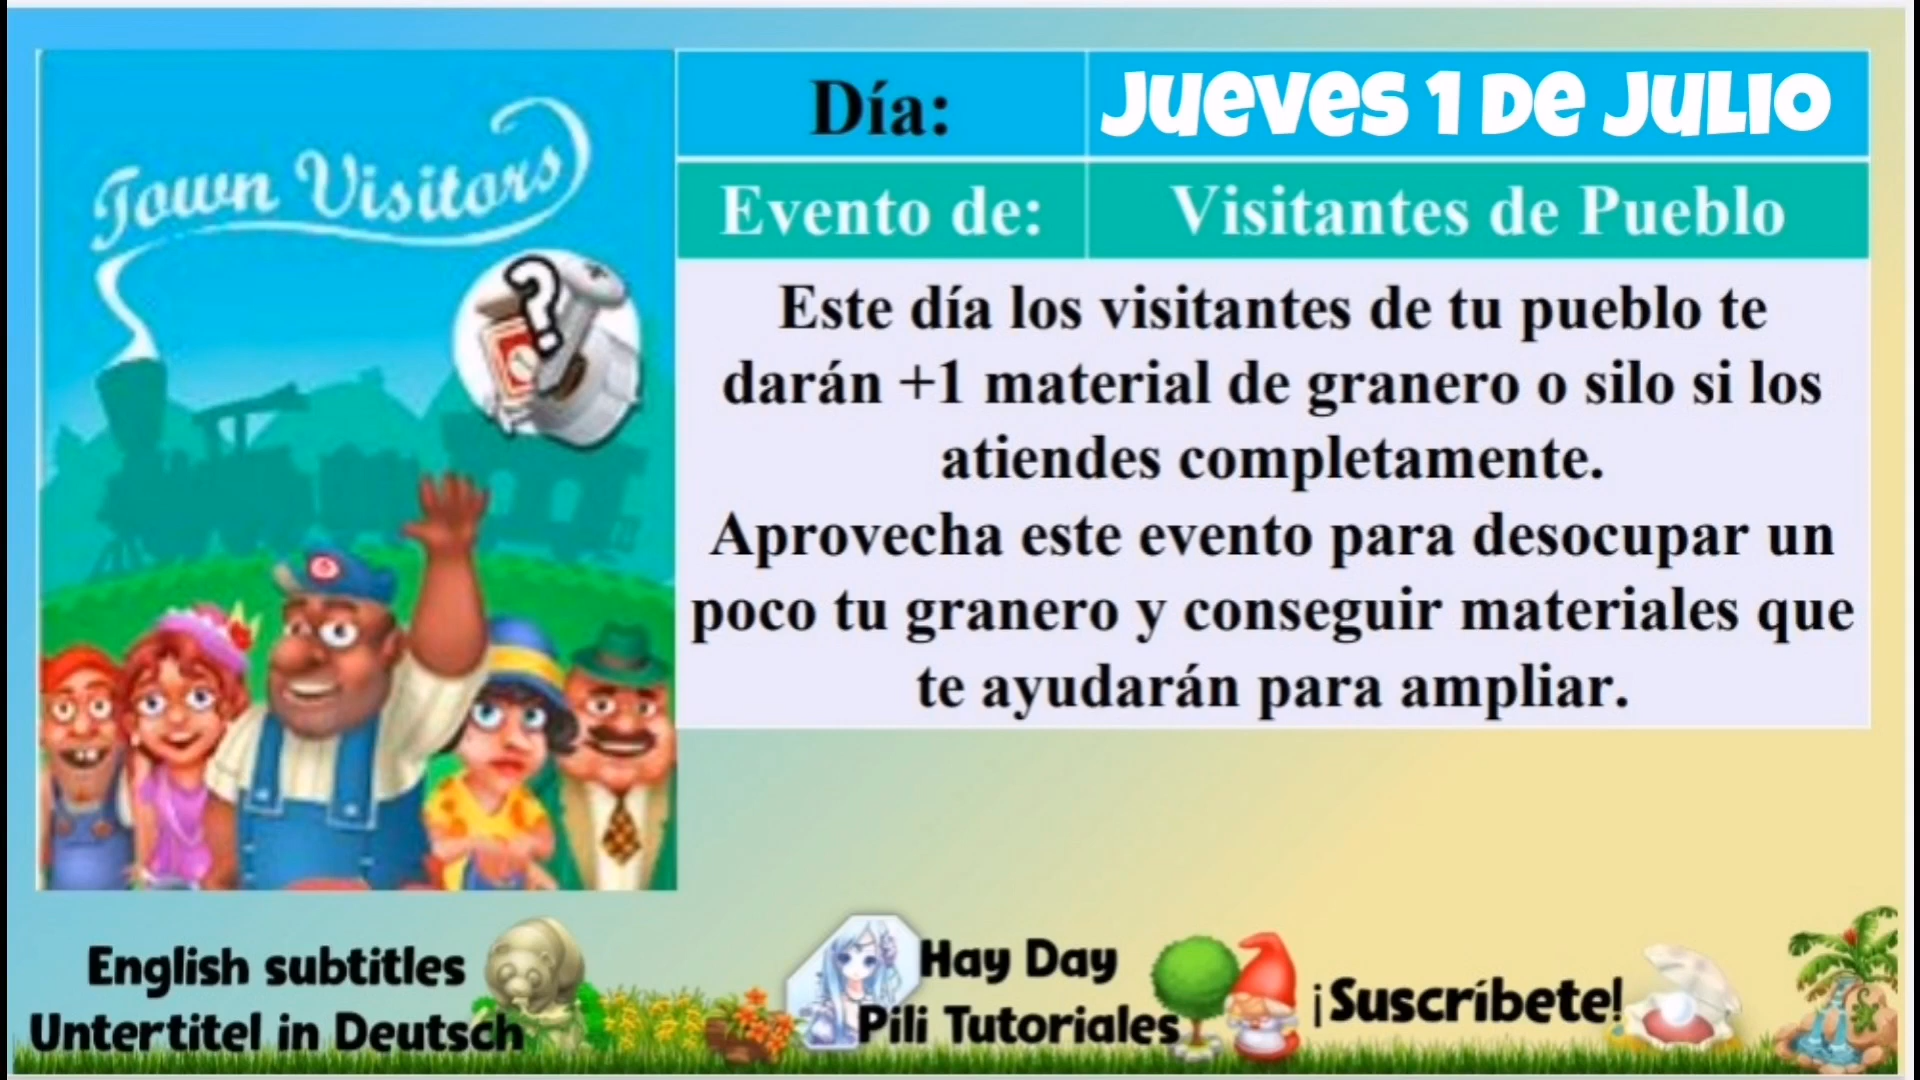 Town Visitors
?
Día:
JUEVES 1 DE JULIO
Evento de:
Visitantes de Pueblo
Este día los visitantes de tu pueblo te
darán +1 material de granero o silo si los
atiendes completamente.
Aprovecha este evento para desocupar un
poco tu granero y conseguir materiales que
te ayudarán para ampliar.
English subtitles
Untertitel in Deutsch
Hay Day
Pili Tutoriales
¡Suscríbete!